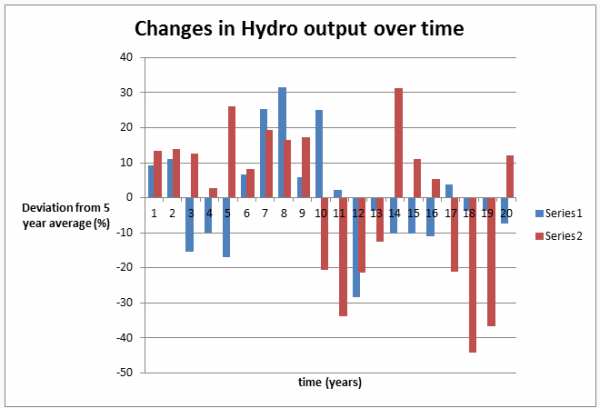 Changes in Hydro output over time
40
30
20
10
0
-10
-20
-30
-40
-50
Deviation from 5
year average (%)
1 2 3 4 5 6 7 8 9 10 11 12 13 14 15 16 17 18 19 20
Series1
Series2
time (years)